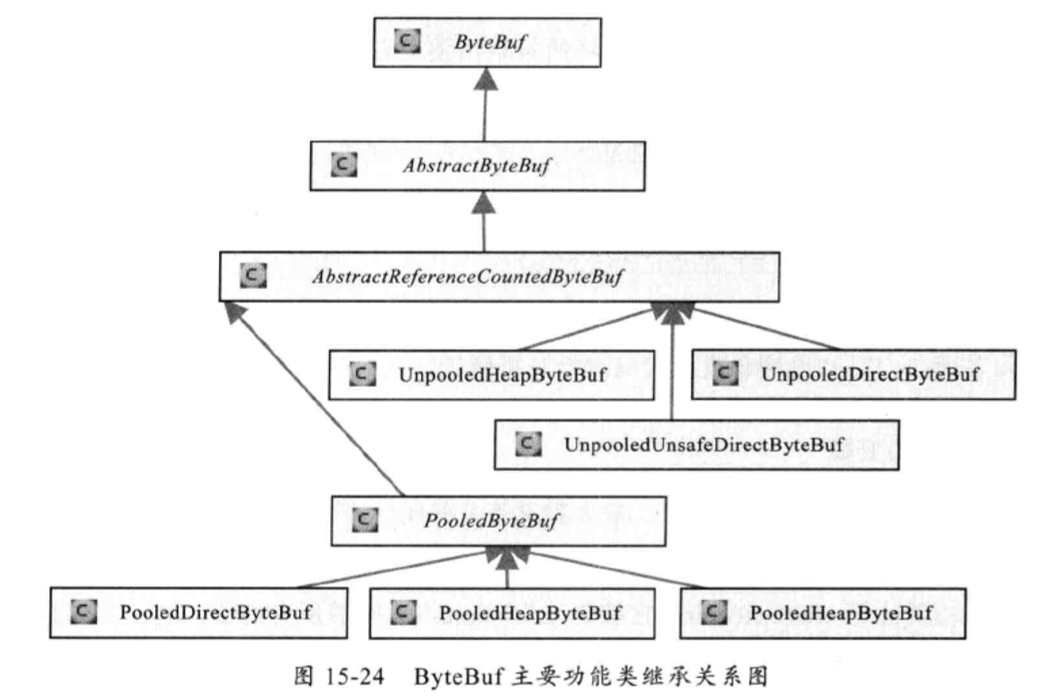 C ByteBuf
C AbstractByteBuf
C AbstractReferenceCountedByteBuf
C UnpooledHeapByteBuf
C UnpooledDirectByteBuf
C UnpooledUnsafeDirectByteBuf
C PooledByteBuf
C PooledDirectByteBuf
C PooledHeapByteBuf
C PooledHeapByteBuf
图 15-24 ByteBuf 主要功能类继承关系图